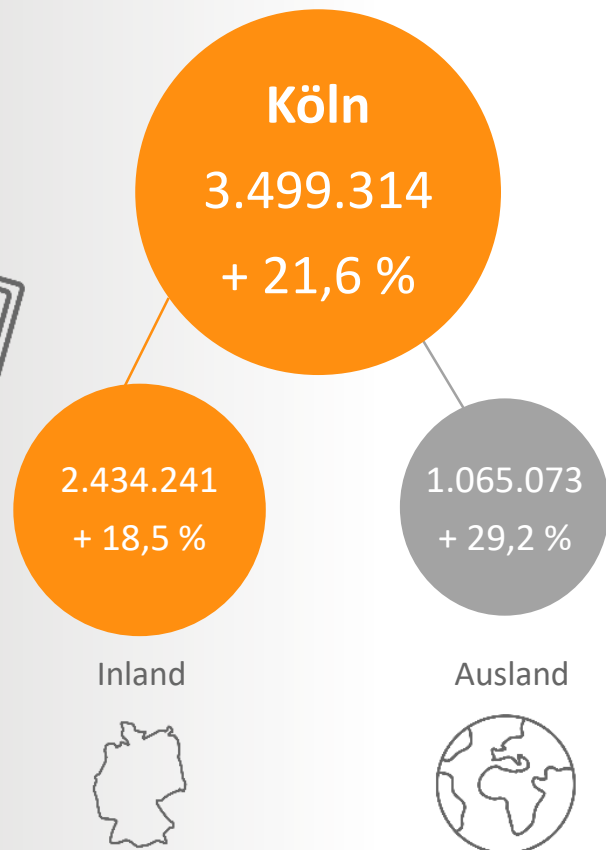 Köln
3.499.314
+ 21,6 %
2.434.241
+ 18,5 %
Inland
1.065.073
+ 29,2 %
Ausland